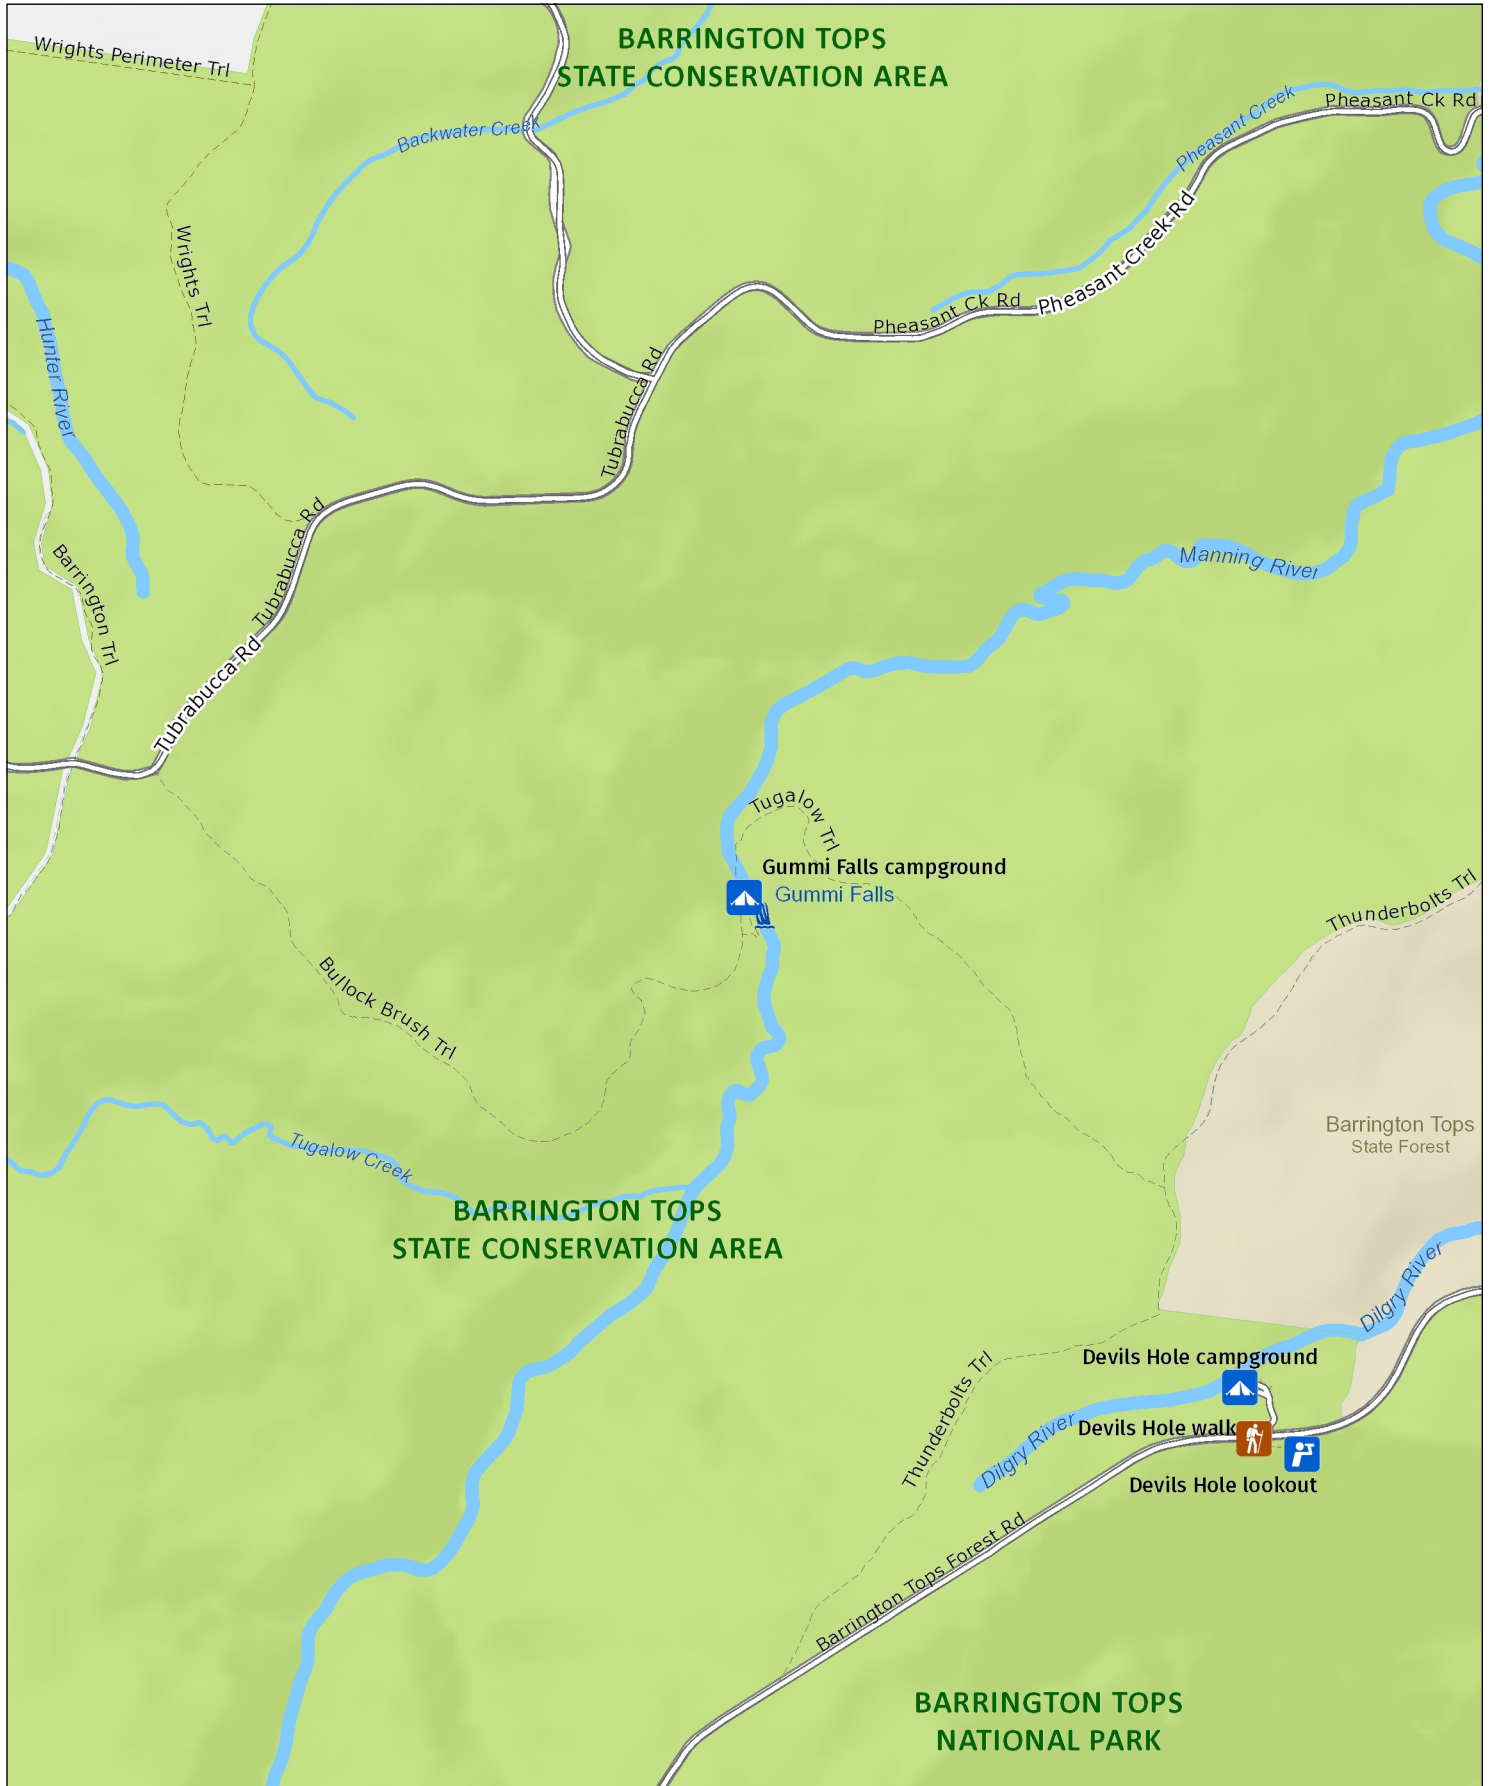 BARRINGTON TOPS
STATE CONSERVATION AREA
Wrights Perimeter Trl
Backwater Creek
Pheasant Creek
Pheasant Ck Rd
Pheasant Creek Rd
Wrights Trl
Pheasant Ck Rd
Hunter River
Tubrabucca Rd
Tubrabucca Rd
Manning River
Barrington Trl
Tubrabucca Rd
Tugalow Trl
Gummi Falls campground
Gummi Falls
Thunderbolts Trl
Bullock Brush Trl
Barrington Tops
State Forest
Tugalow Creek
BARRINGTON TOPS
STATE CONSERVATION AREA
Dilgry River
Devils Hole campground
Thunderbolts Trl
Devils Hole walk
Dilgry River
Devils Hole lookout
Barrington Tops Forest Rd
BARRINGTON TOPS
NATIONAL PARK